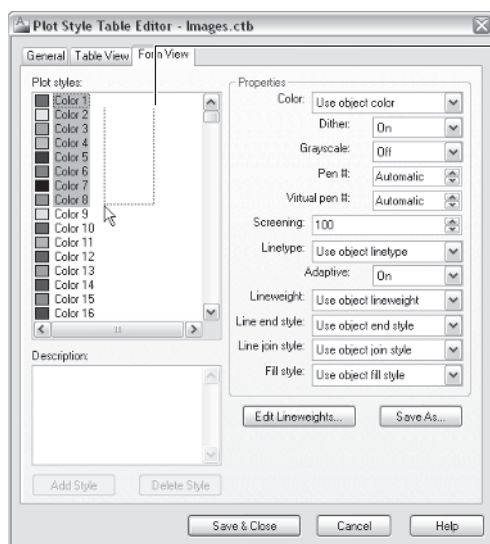 Plot Style Table Editor - Images.ctb
General Table View Form View
Plot styles:
Color 1
Color 2
Color 3
Color 4
Color 5
Color 6
Color 7
Color 8
Color 9
Color 10
Color 11
Color 12
Color 13
Color 14
Color 15
Color 16
Description:
Add Style Delete Style
Properties
Color: Use object color
Dither: On
Grayscale: Off
Pen #: Automatic
Virtual pen #: Automatic
Screening: 100
Linetype: Use object linetype
Adaptive: On
Lineweight: Use object lineweight
Line end style: Use object end style
Line join style: Use object join style
Fill style: Use object fill style
Edit Lineweights... Save As...
Save & Close Cancel Help